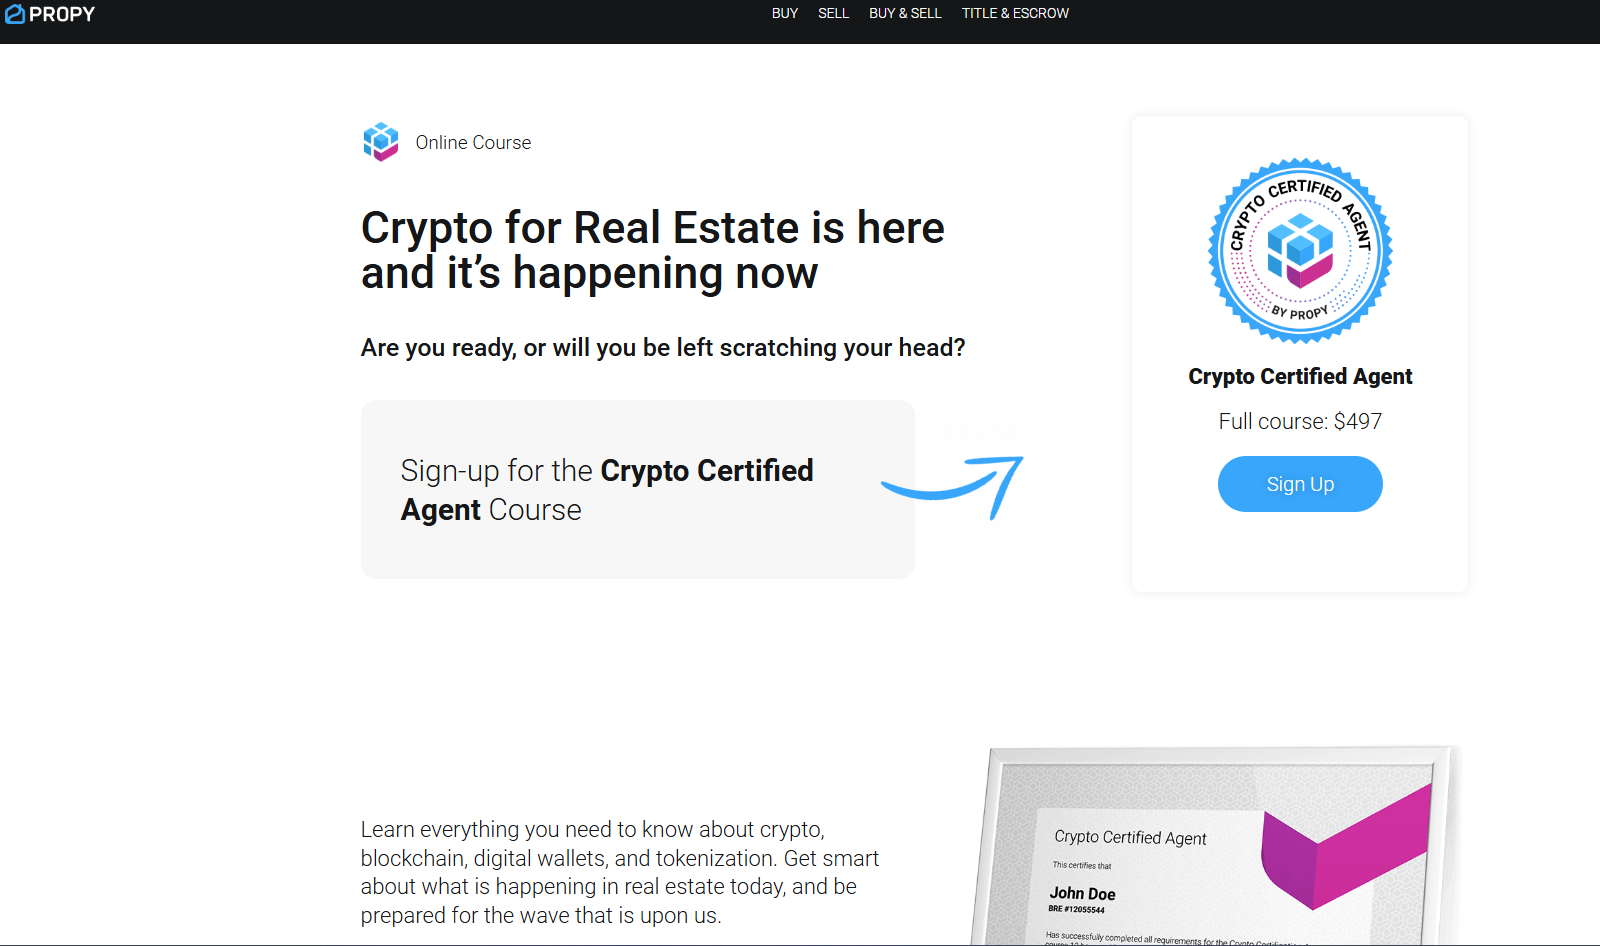 PROPY
BUY SELL BUY & SELL TITLE & ESCROW
Online Course
Crypto for Real Estate is here
and it’s happening now
Are you ready, or will you be left scratching your head?
Sign-up for the Crypto Certified
Agent Course
CRYPTO CERTIFIED AGENT
BY PROPY
Crypto Certified Agent
Full course: $497
Sign Up
Learn everything you need to know about crypto,
blockchain, digital wallets, and tokenization. Get smart
about what is happening in real estate today, and be
prepared for the wave that is upon us.
Crypto Certified Agent
This certifies that
John Doe
BRE #12055544
Has successfully completed all requirements for the Crypto